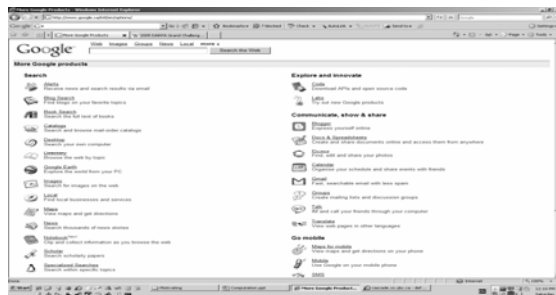 More Google Products - Windows Internet Explorer
Google
Web Images Groups News Local more »
Search the Web
More Google products
Search
Alerts
Receive news and search results via email
Blog Search
Find blogs on your favorite topics
Book Search
Search the full text of books
Catalogs
Search and browse mail-order catalogs
Desktop
Search your own computer
Directory
Browse the web by topic
Google Earth
Explore the world from your PC
Images
Search for images on the web
Local
Find local businesses and services
Maps
View maps and get directions
News
Search thousands of news stories
Notebook
Clip and collect information as you browse the web
Scholar
Search scholarly papers
Specialized Searches
Search within specific topics
Explore and innovate
Code
Download APIs and open source code
Labs
Try out new Google products
Communicate, show & share
Blogger
Express yourself online
Docs & Spreadsheets
Create and share documents online and access them from anywhere
Picasa
Find, edit and share your photos
Calendar
Organize your schedule and share events with friends
Gmail
Fast, searchable email with less spam
Groups
Create mailing lists and discussion groups
Talk
IM and call your friends through your computer
Translate
View web pages in other languages
Go mobile
Maps for mobile
View maps and get directions on your phone
Mobile
Use Google on your mobile phone
SMS
Done
Internet
Start